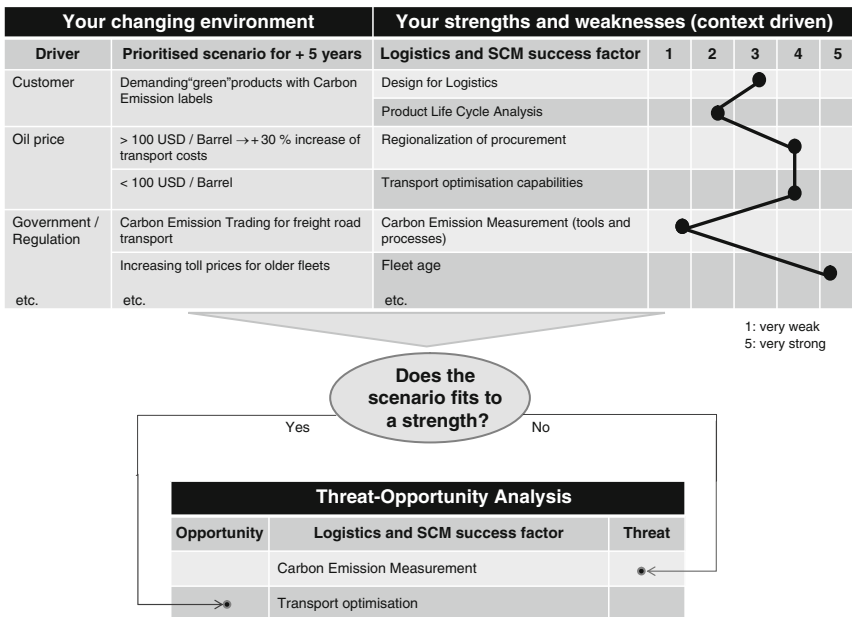 Your changing environment Your strengths and weaknesses (context driven)
Driver Prioritised scenario for + 5 years Logistics and SCM success factor 1 2 3 4 5
Customer Demanding“green”products with Carbon Design for Logistics
Emission labels
Product Life Cycle Analysis
Oil price > 100 USD / Barrel →+30 % increase of Regionalization of procurement
transport costs
< 100 USD / Barrel Transport optimisation capabilities
Government / Carbon Emission Trading for freight road Carbon Emission Measurement (tools and
Regulation transport processes)
Increasing toll prices for older fleets Fleet age
etc. etc. etc.
1: very weak
5: very strong
Does the
scenario fits to
a strength?
Yes No
Threat-Opportunity Analysis
Opportunity Logistics and SCM success factor Threat
Carbon Emission Measurement
Transport optimisation